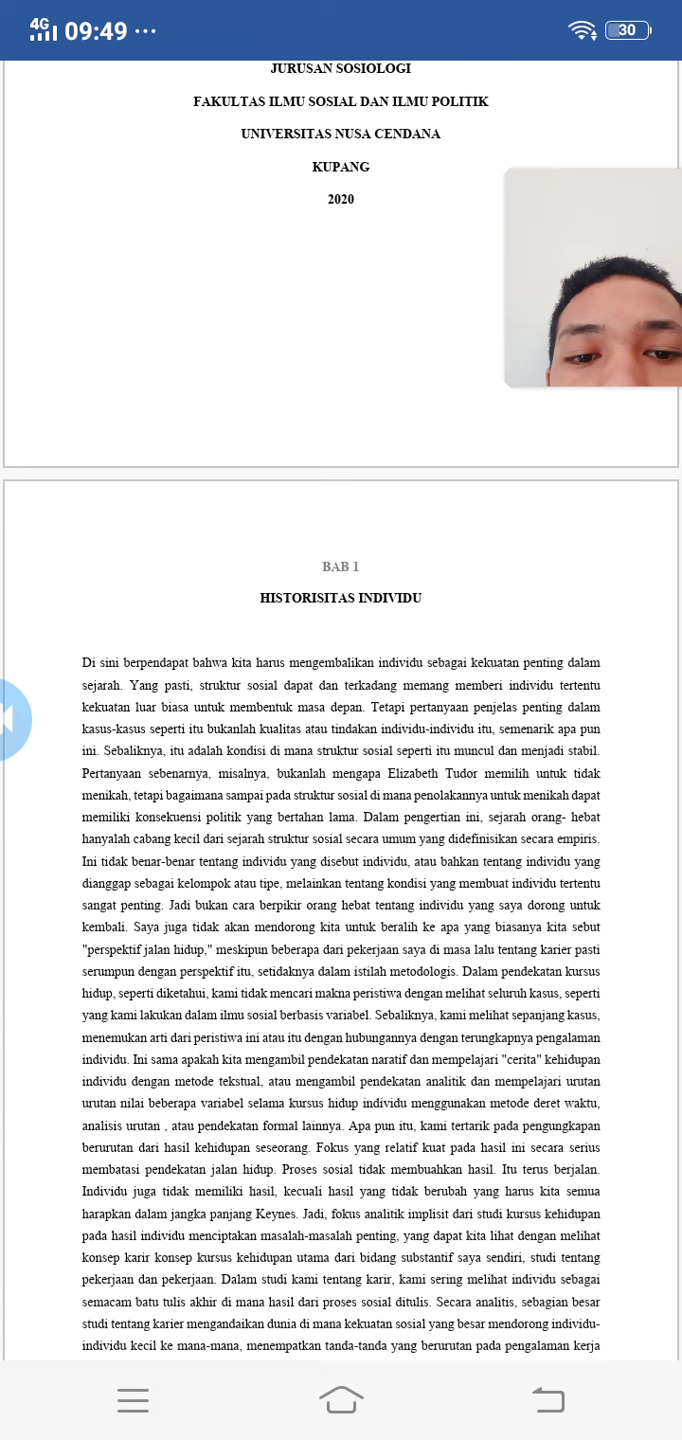 4G 09:49 ... 30
JURUSAN SOSIOLOGI
FAKULTAS ILMU SOSIAL DAN ILMU POLITIK
UNIVERSITAS NUSA CENDANA
KUPANG
2020
BAB 1
HISTORISITAS INDIVIDU
Di sini berpendapat bahwa kita harus mengembalikan individu sebagai kekuatan penting dalam
sejarah. Yang pasti, struktur sosial dapat dan terkadang memang memberi individu tertentu
kekuatan luar biasa untuk membentuk masa depan. Tetapi pertanyaan penjelas penting dalam
kasus-kasus seperti itu bukanlah kualitas atau tindakan individu-individu itu, semenarik apa pun
ini. Sebaliknya, itu adalah kondisi di mana struktur sosial seperti itu muncul dan menjadi stabil.
Pertanyaan sebenarnya, misalnya, bukanlah mengapa Elizabeth Tudor memilih untuk tidak
menikah, tetapi bagaimana sampai pada struktur sosial di mana penolakannya untuk menikah dapat
memiliki konsekuensi politik yang bertahan lama. Dalam pengertian ini, sejarah orang- hebat
hanyalah cabang kecil dari sejarah struktur sosial secara umum yang didefinisikan secara empiris.
Ini tidak benar-benar tentang individu yang disebut individu, atau bahkan tentang individu yang
dianggap sebagai kelompok atau tipe, melainkan tentang kondisi yang membuat individu tertentu
sangat penting. Jadi bukan cara berpikir orang hebat tentang individu yang saya dorong untuk
kembali. Saya juga tidak akan mendorong kita untuk beralih ke apa yang biasanya kita sebut
"perspektif jalan hidup," meskipun beberapa dari pekerjaan saya di masa lalu tentang karier pasti
serumpun dengan perspektif itu, setidaknya dalam istilah metodologis. Dalam pendekatan kursus
hidup, seperti diketahui, kami tidak mencari makna peristiwa dengan melihat seluruh kasus, seperti
yang kami lakukan dalam ilmu sosial berbasis variabel. Sebaliknya, kami melihat sepanjang kasus,
menemukan arti dari peristiwa ini atau itu dengan hubungannya dengan terungkapnya pengalaman
individu. Ini sama apakah kita mengambil pendekatan naratif dan mempelajari "cerita" kehidupan
individu dengan metode tekstual, atau mengambil pendekatan analitik dan mempelajari urutan
urutan nilai beberapa variabel selama kursus hidup individu menggunakan metode deret waktu,
analisis urutan , atau pendekatan formal lainnya. Apa pun itu, kami tertarik pada pengungkapan
berurutan dari hasil kehidupan seseorang. Fokus yang relatif kuat pada hasil ini secara serius
membatasi pendekatan jalan hidup. Proses sosial tidak membuahkan hasil. Itu terus berjalan.
Individu juga tidak memiliki hasil, kecuali hasil yang tidak berubah yang harus kita semua
harapkan dalam jangka panjang Keynes. Jadi, fokus analitik implisit dari studi kursus kehidupan
pada hasil individu menciptakan masalah-masalah penting, yang dapat kita lihat dengan melihat
konsep karir konsep kursus kehidupan utama dari bidang substantif saya sendiri, studi tentang
pekerjaan dan pekerjaan. Dalam studi kami tentang karir, kami sering melihat individu sebagai
semacam batu tulis akhir di mana hasil dari proses sosial ditulis. Secara analitis, sebagian besar
studi tentang karier mengandaikan dunia di mana kekuatan sosial yang besar mendorong individu-
individu kecil ke mana-mana, menempatkan tanda-tanda yang berurutan pada pengalaman kerja